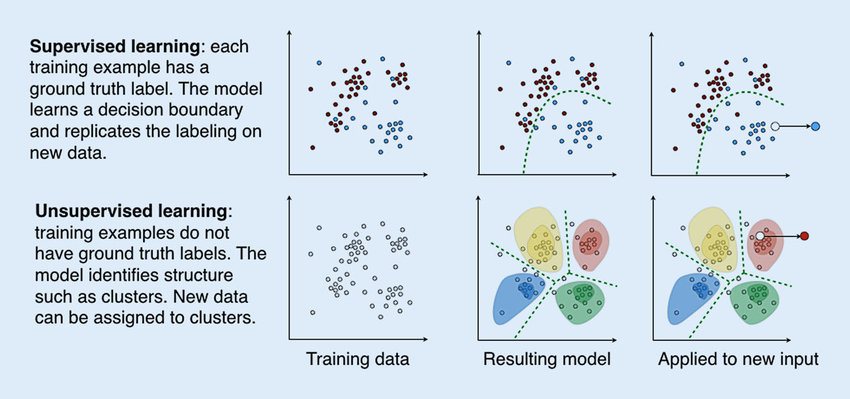 Supervised learning: each
training example has a
ground truth label. The model
learns a decision boundary
and replicates the labeling on
new data.
Unsupervised learning:
training examples do not
have ground truth labels. The
model identifies structure
such as clusters. New data
can be assigned to clusters.
Training data
Resulting model
Applied to new input